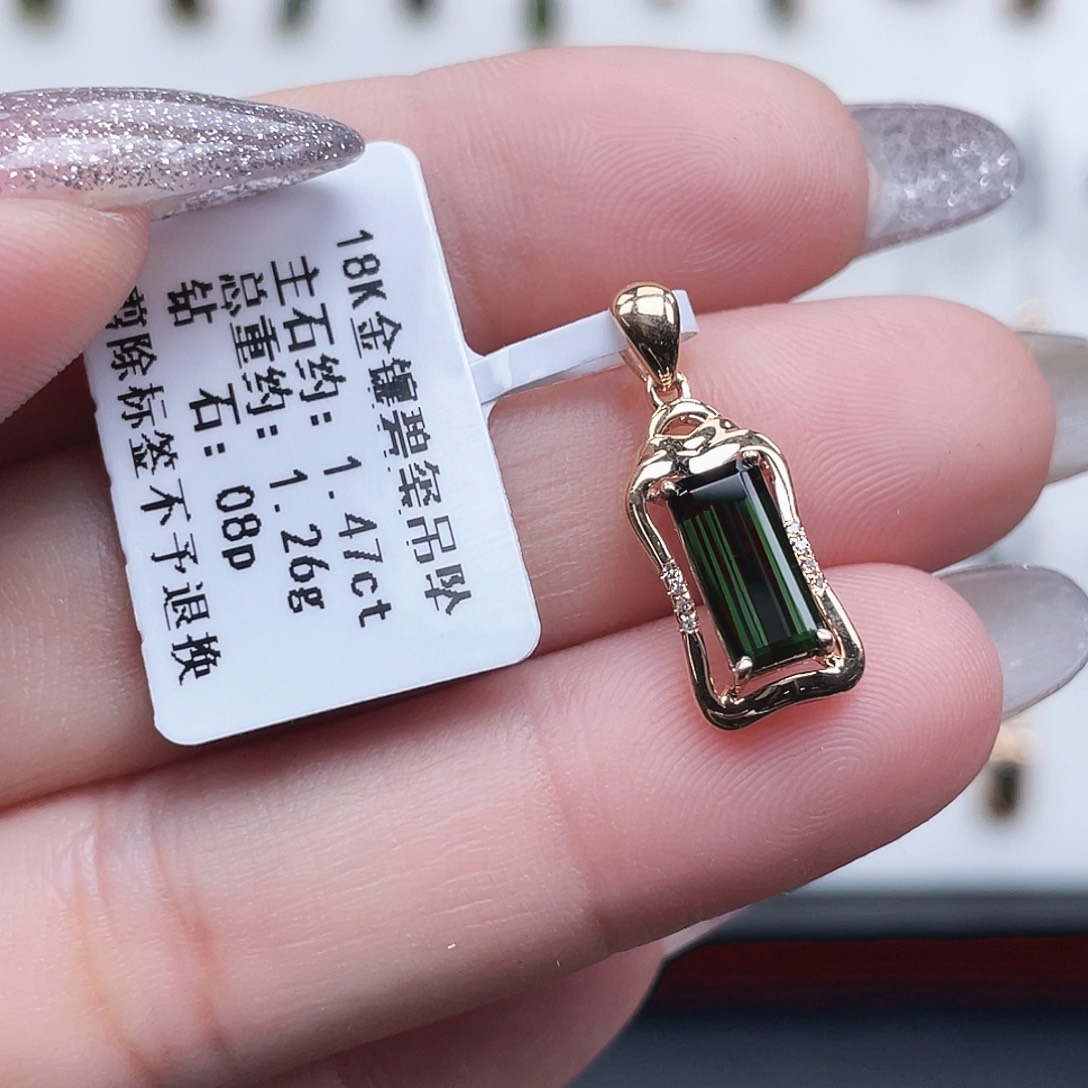 18K金镶碧玺吊坠
主石约: 1.47ct
总重约: 1.26g
钻 石: 08p
剪除标签不予退换